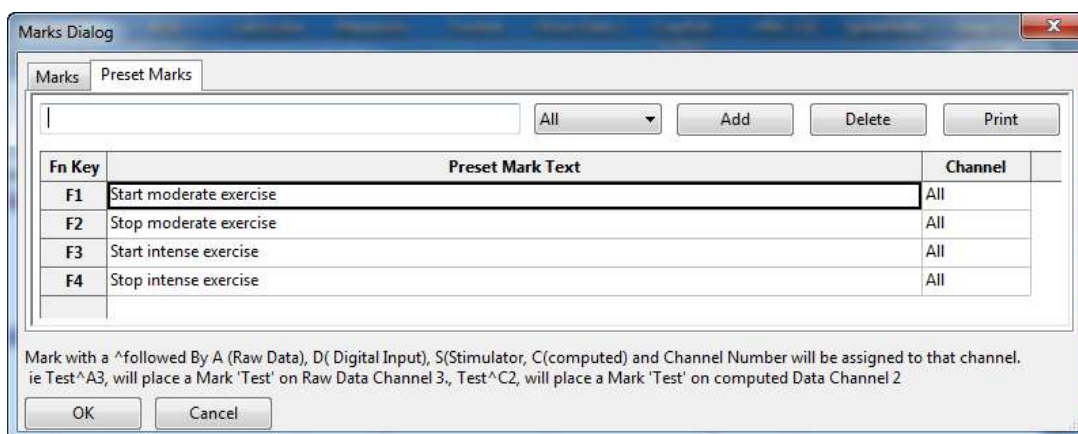 Marks Dialog
x
Marks Preset Marks
All Add Delete Print
Fn Key Preset Mark Text Channel
F1 Start moderate exercise All
F2 Stop moderate exercise All
F3 Start intense exercise All
F4 Stop intense exercise All
Mark with a ^followed By A (Raw Data), D( Digital Input), S(Stimulator, C(computed) and Channel Number will be assigned to that channel.
ie Test^A3, will place a Mark 'Test' on Raw Data Channel 3., Test^C2, will place a Mark 'Test' on computed Data Channel 2
OK Cancel